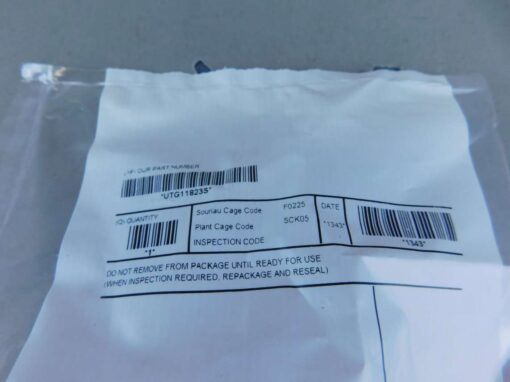 (1P) OUR PART NUMBER
*UTG11823S*
(Q) QUANTITY
*1*
Souriau Cage Code F0225
Plant Cage Code SCK05
INSPECTION CODE
DATE
"1343"
"1343"
DO NOT REMOVE FROM PACKAGE UNTIL READY FOR USE
(WHEN INSPECTION REQUIRED, REPACKAGE AND RESEAL)